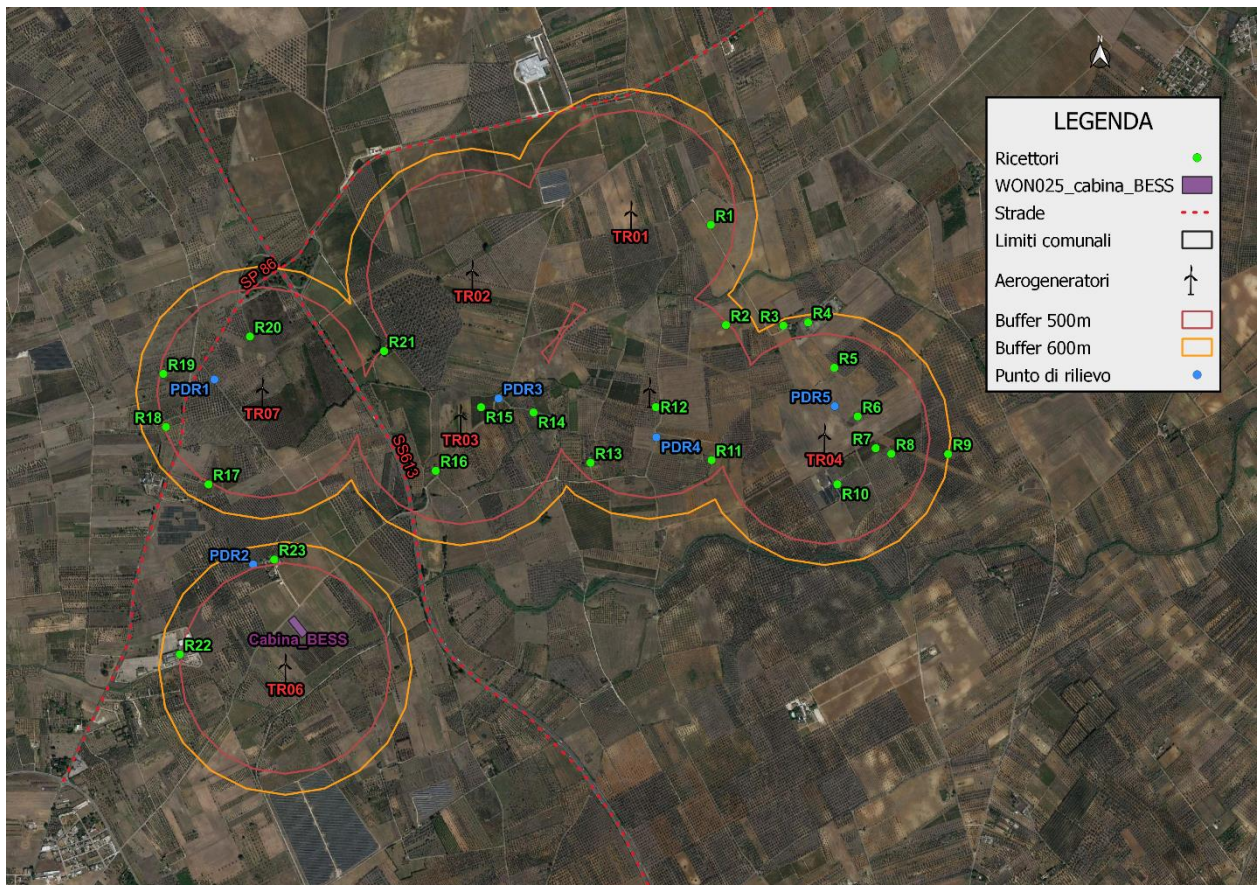 N
LEGENDA
Ricettori
WON025_cabina_BESS
Strade
Limiti comunali
Aerogeneratori
Buffer 500m
Buffer 600m
Punto di rilievo
TR01
R1
SP 86
TR02
R2
R3
R4
R20
R21
R19
PDR1
TR07
R5
PDR3
R15
R14
R12
PDR5
R6
R18
TR03
PDR4
R7
R8
TR04
R9
SS613
R16
R13
R11
R17
R10
PDR2
R23
Cabina_BESS
R22
TR06